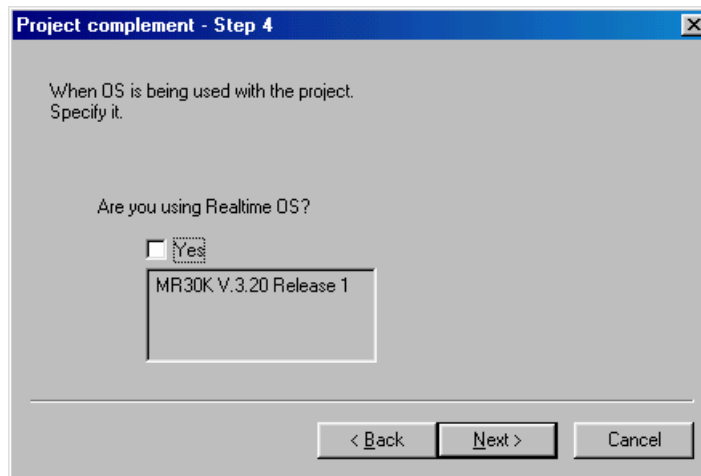 Project complement - Step 4
When OS is being used with the project.
Specify it.
Are you using Realtime OS?
Yes
MR30K V.3.20 Release 1
< Back
Next >
Cancel